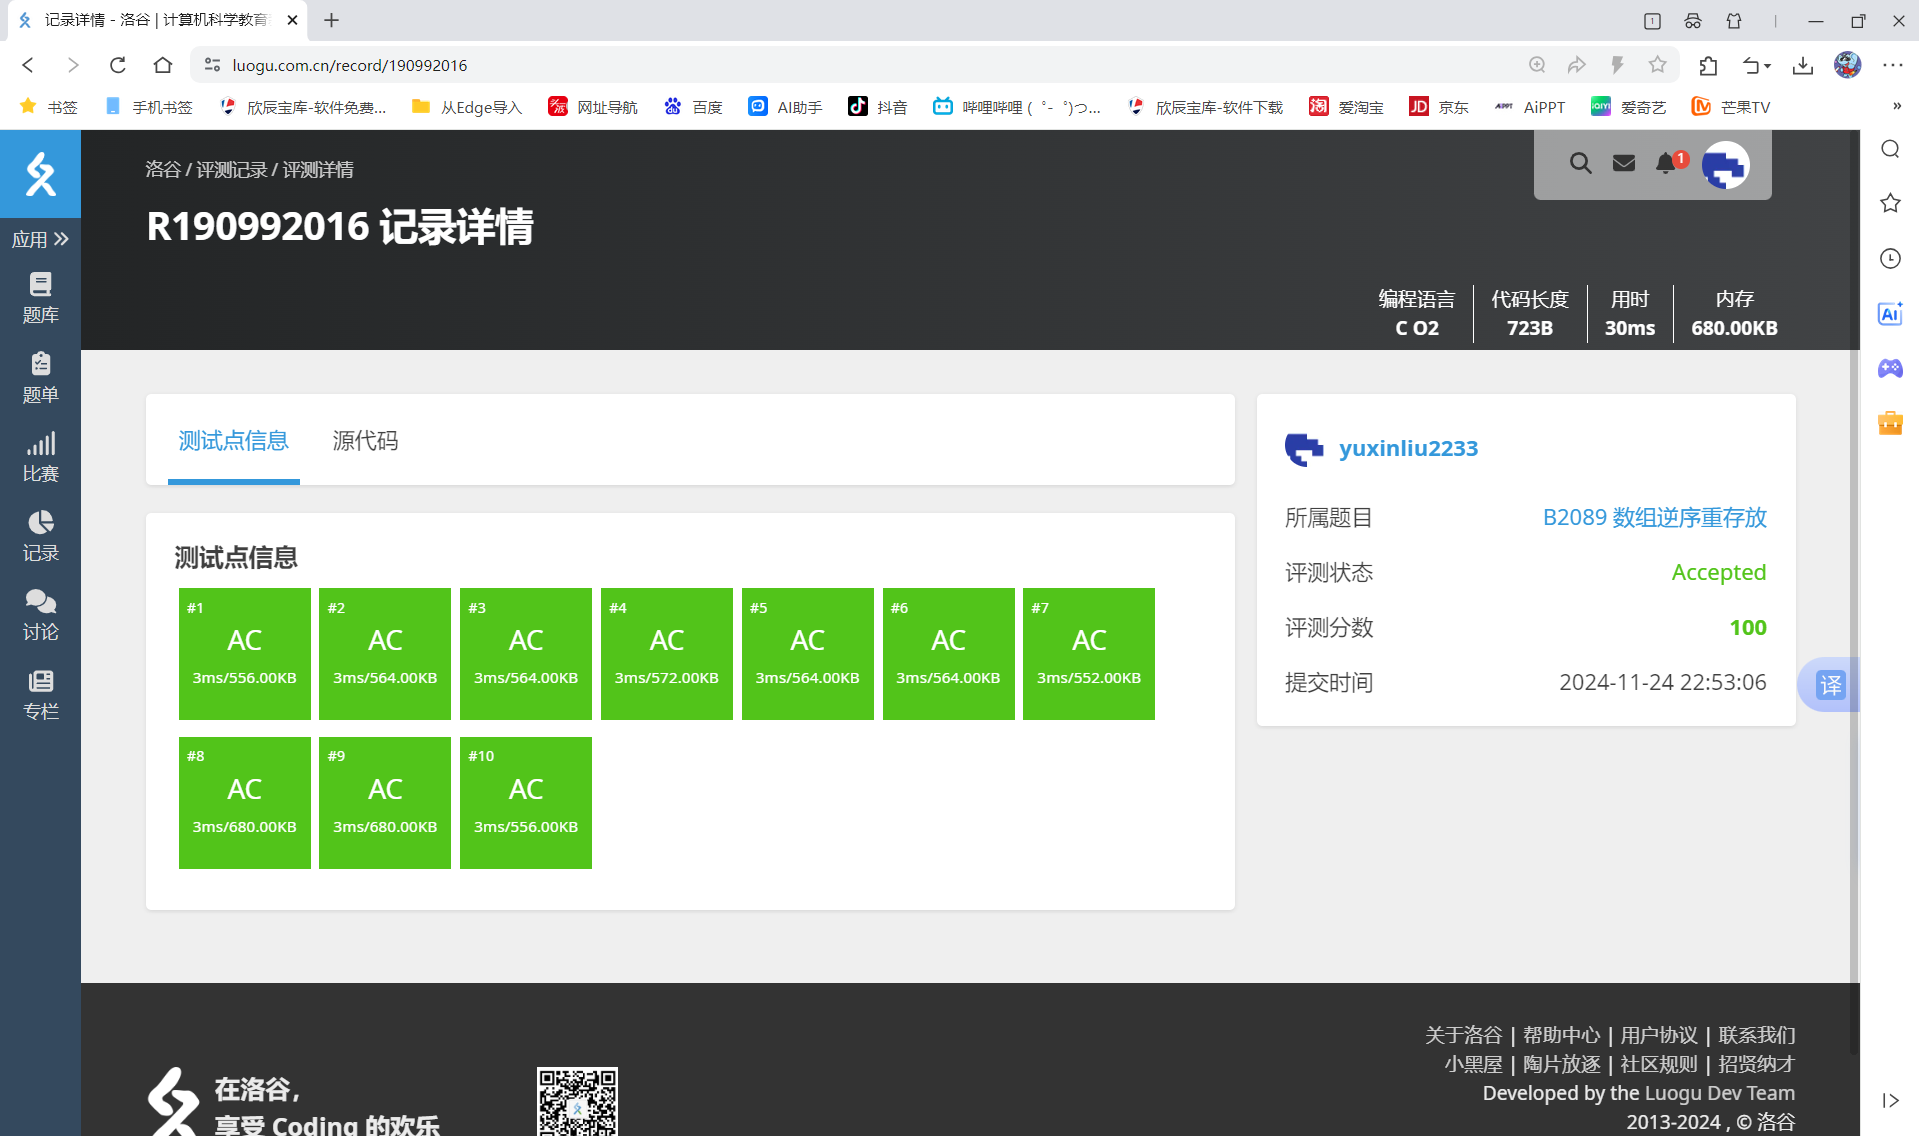 记录详情 - 洛谷 | 计算机科学教育
1
luogu.com.cn/record/190992016
书签
手机书签
欣辰宝库-软件免费...
从Edge导入
网址导航
百度
AI助手
抖音
哔哩哔哩 (゜-゜)つ...
欣辰宝库-软件下载
淘 爱淘宝
JD 京东
AiPPT AiPPT
iQIYI 爱奇艺
芒果TV
»
洛谷 / 评测记录 / 评测详情
1
R190992016 记录详情
编程语言
C O2
代码长度
723B
用时
30ms
内存
680.00KB
应用
题库
题单
比赛
记录
讨论
专栏
测试点信息
源代码
测试点信息
#1
AC
3ms/556.00KB
#2
AC
3ms/564.00KB
#3
AC
3ms/564.00KB
#4
AC
3ms/572.00KB
#5
AC
3ms/564.00KB
#6
AC
3ms/564.00KB
#7
AC
3ms/552.00KB
#8
AC
3ms/680.00KB
#9
AC
3ms/680.00KB
#10
AC
3ms/556.00KB
yuxinliu2233
所属题目 B2089 数组逆序重存放
评测状态 Accepted
评测分数 100
提交时间 2024-11-24 22:53:06
Ai
译
在洛谷，
享受 Coding 的欢乐
关于洛谷 | 帮助中心 | 用户协议 | 联系我们
小黑屋 | 陶片放逐 | 社区规则 | 招贤纳才
Developed by the Luogu Dev Team
2013-2024 , © 洛谷